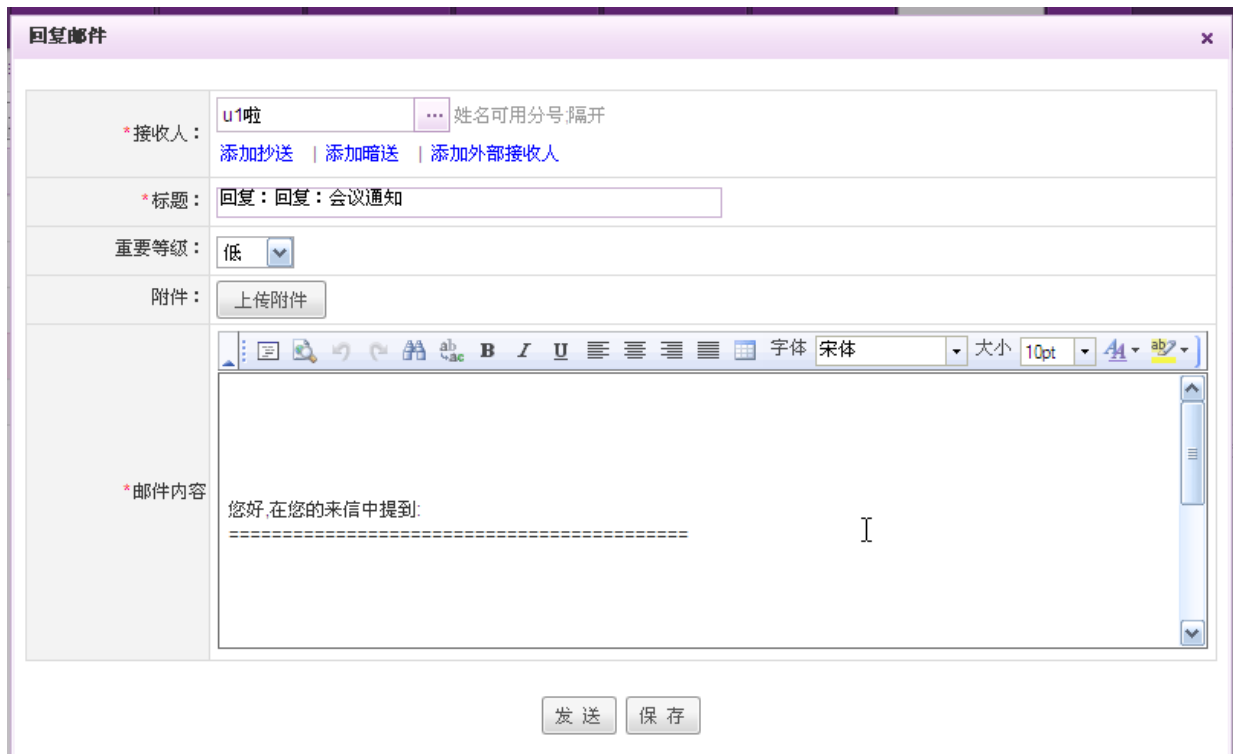 回复邮件
*接收人：
u1啦
... 姓名可用分号;隔开
添加抄送 | 添加暗送 | 添加外部接收人
*标题：
回复：回复：会议通知
重要等级：
低
附件：
上传附件
ab ac B I U 字体 宋体 大小 10pt A ab
*邮件内容
您好,在您的来信中提到:
===========================================
发 送 保 存